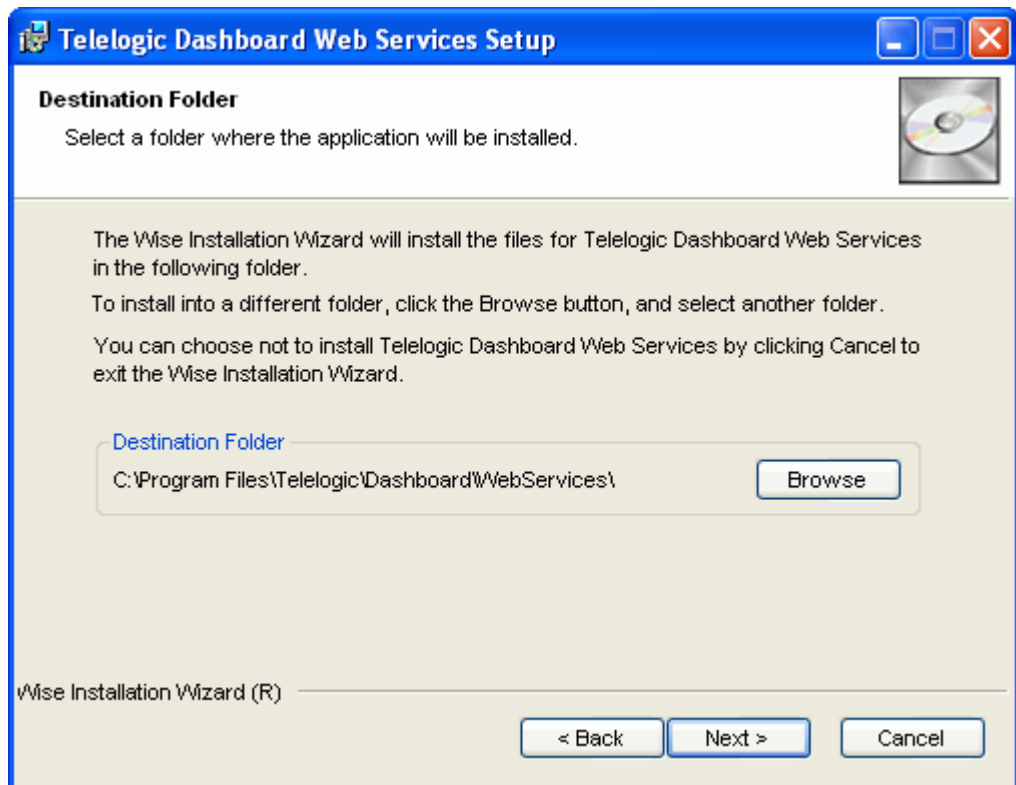 Telelogic Dashboard Web Services Setup
Destination Folder
Select a folder where the application will be installed.
The Wise Installation Wizard will install the files for Telelogic Dashboard Web Services
in the following folder.
To install into a different folder, click the Browse button, and select another folder.
You can choose not to install Telelogic Dashboard Web Services by clicking Cancel to
exit the Wise Installation Wizard.
Destination Folder
C:\Program Files\Telelogic\Dashboard\WebServices\
Browse
Wise Installation Wizard (R)
< Back
Next >
Cancel